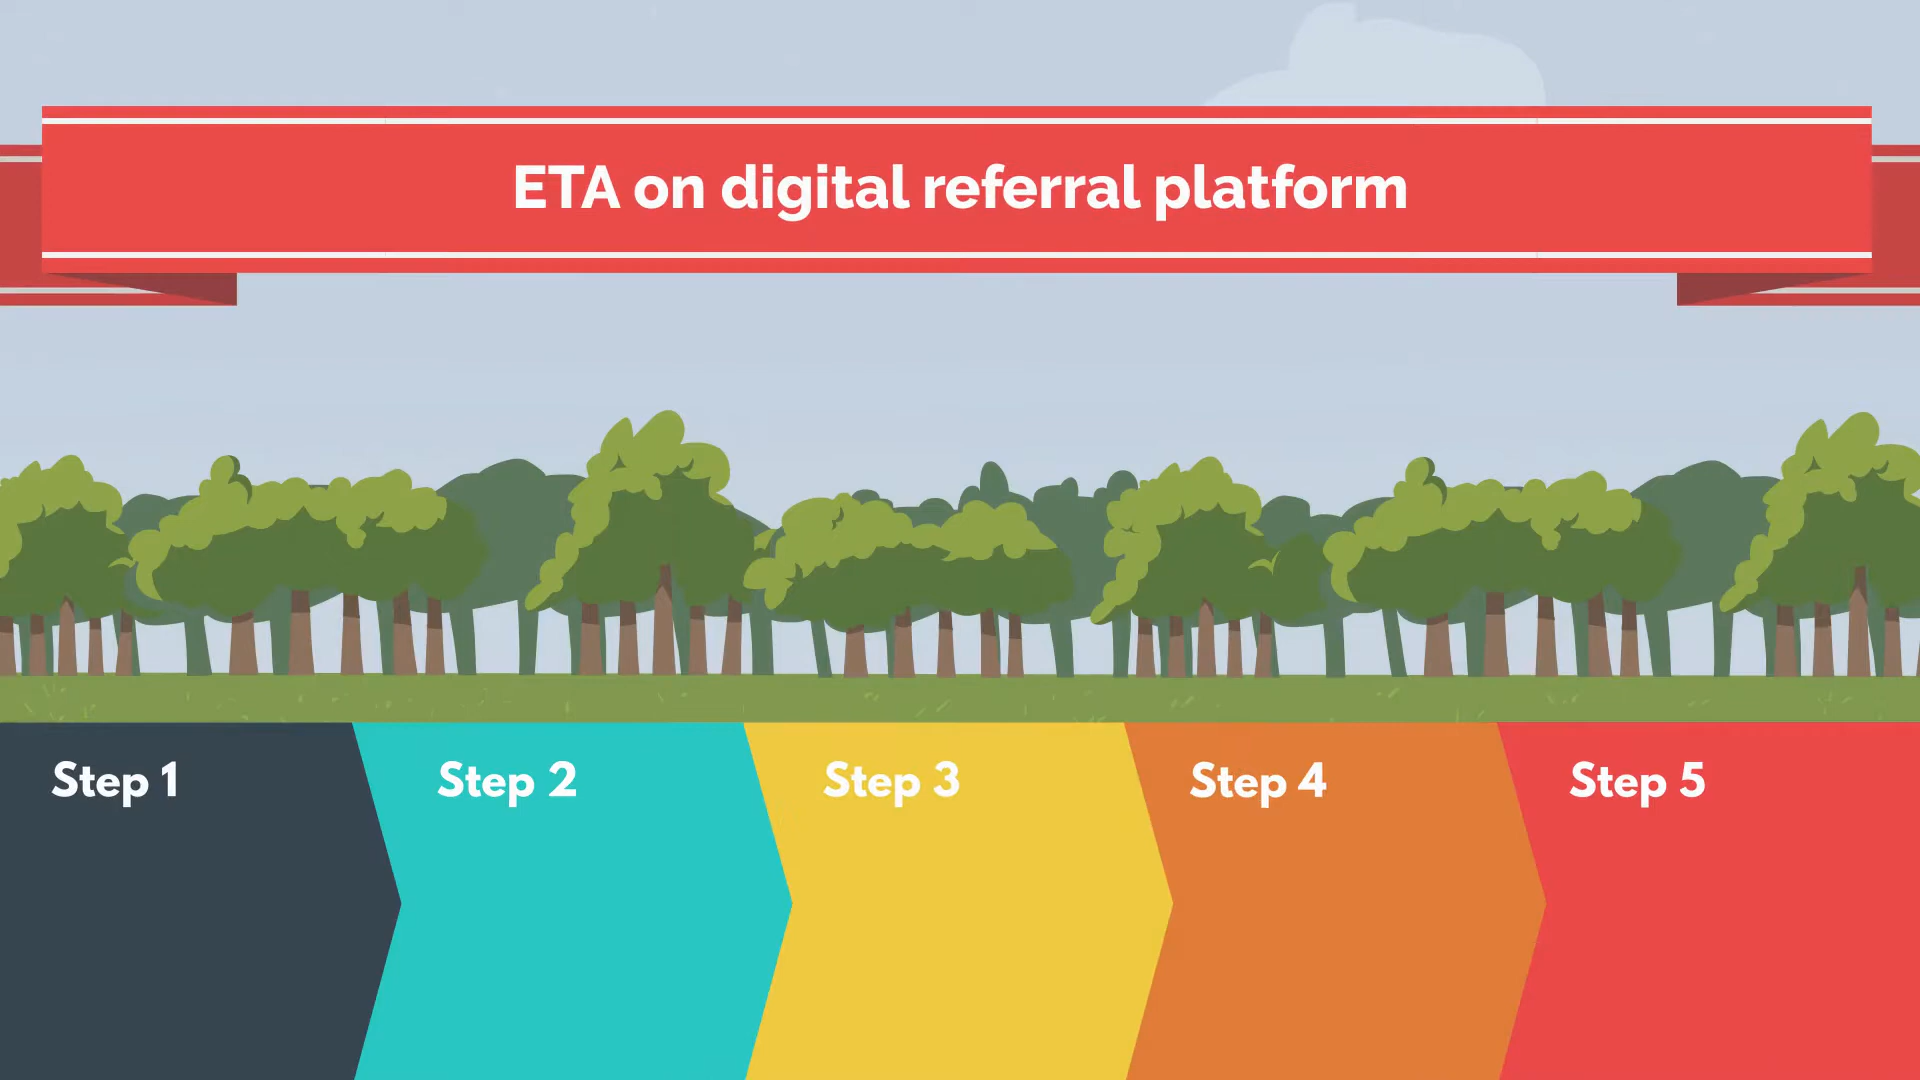 ETA on digital referral platform
Step 1
Step 2
Step 3
Step 4
Step 5